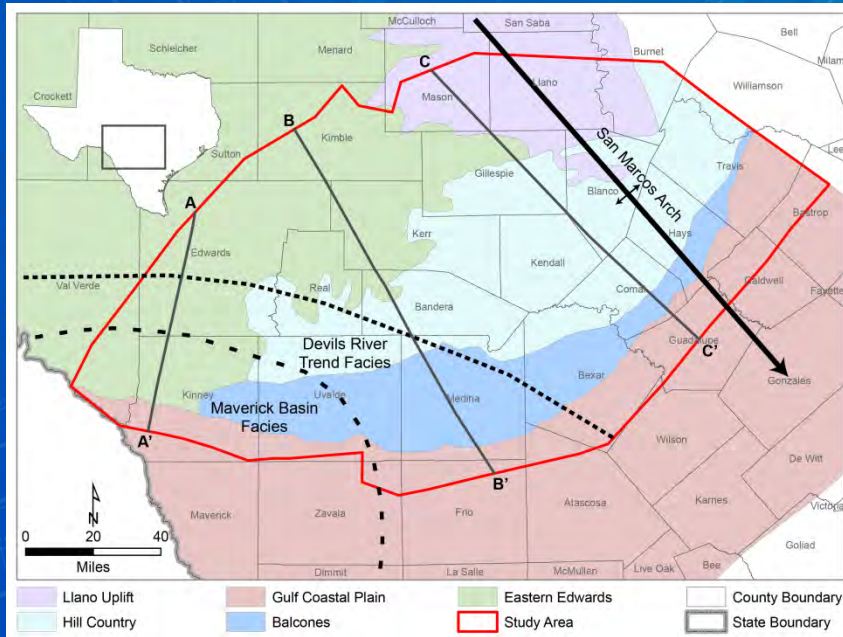 McCulloch
San Saba
Bell
Milam
Schleicher
Menard
Burnet
Williamson
Crockett
C
Mason
Llano
Lee
B
Kimble
Sutton
San Marcos Arch
Travis
Gillespie
Blanco
Bastrop
A
Hays
Edwards
Kerr
Kendall
Caldwell
Fayette
Val Verde
Real
Comal
Bandera
Guadalupe
C'
Devils River
Trend Facies
Gonzales
Bexar
Kinney
Uvalde
Medina
Maverick Basin
Facies
A'
Wilson
De Witt
B'
N
Maverick
Zavala
Frio
Atascosa
Karnes
Victoria
0 20 40
Miles
Goliad
Dimmit
La Salle
McMullen
Live Oak
Bee
Llano Uplift
Gulf Coastal Plain
Eastern Edwards
County Boundary
Hill Country
Balcones
Study Area
State Boundary